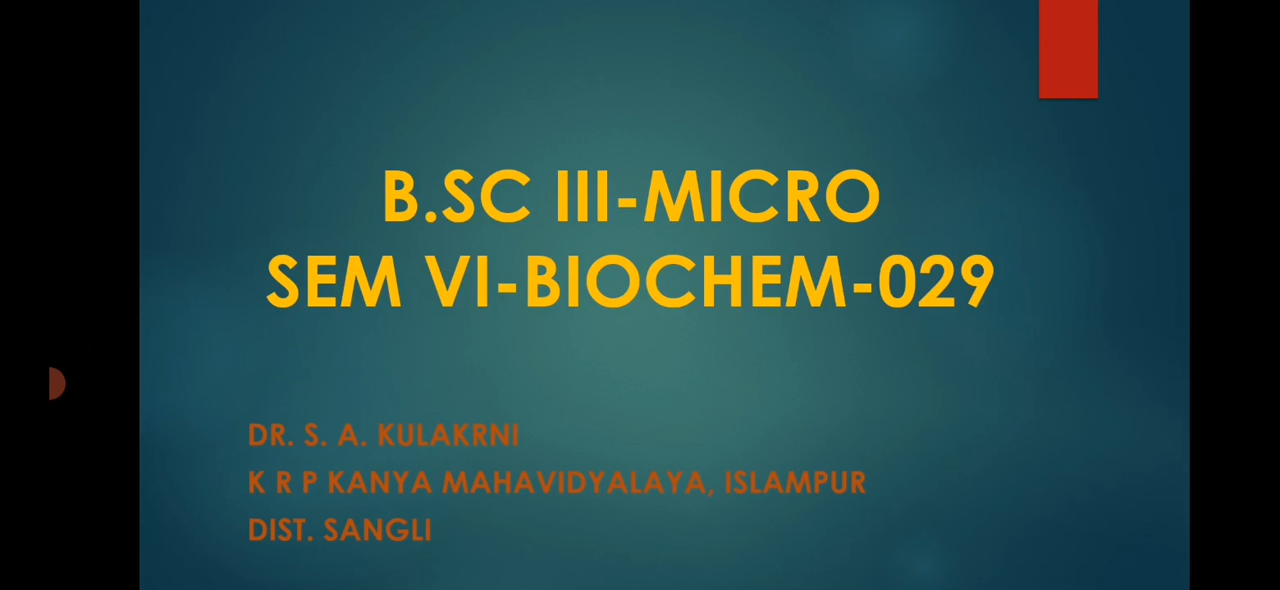 B.SC III-MICRO
SEM VI-BIOCHEM-029
DR. S. A. KULAKRNI
K R P KANYA MAHAVIDYALAYA, ISLAMPUR
DIST. SANGLI